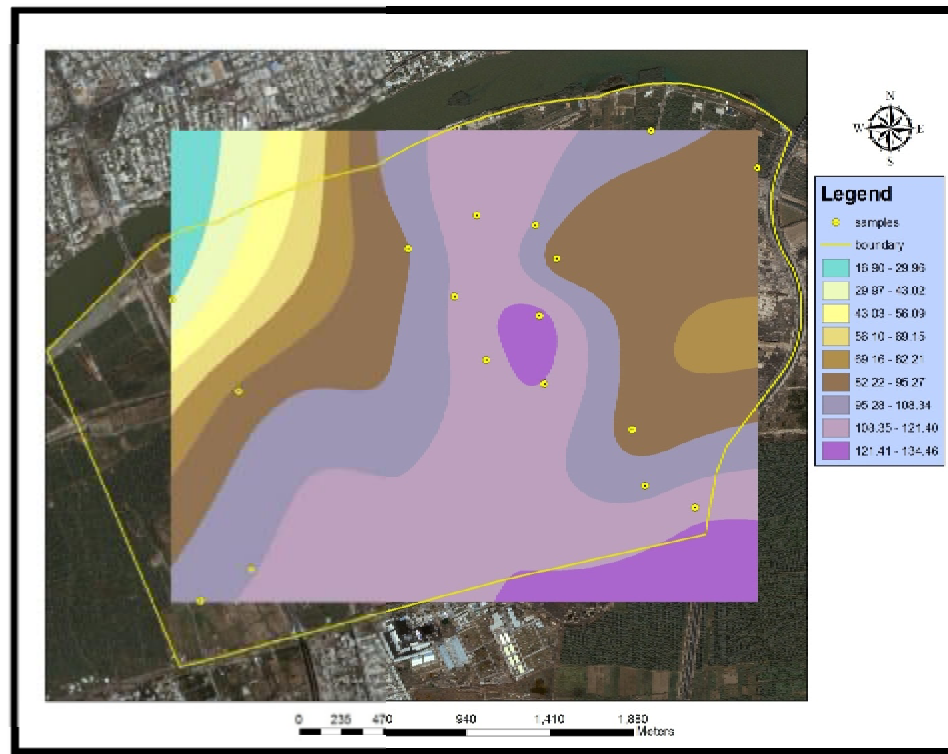 N
W E
S
Legend
samples
boundary
16.90 - 29.96
29.97 - 43.02
43.03 - 56.09
56.10 - 69.15
69.16 - 82.21
82.22 - 95.27
95.28 - 108.34
108.35 - 121.40
121.41 - 134.46
0 235 470 940 1,410 1,880
Meters